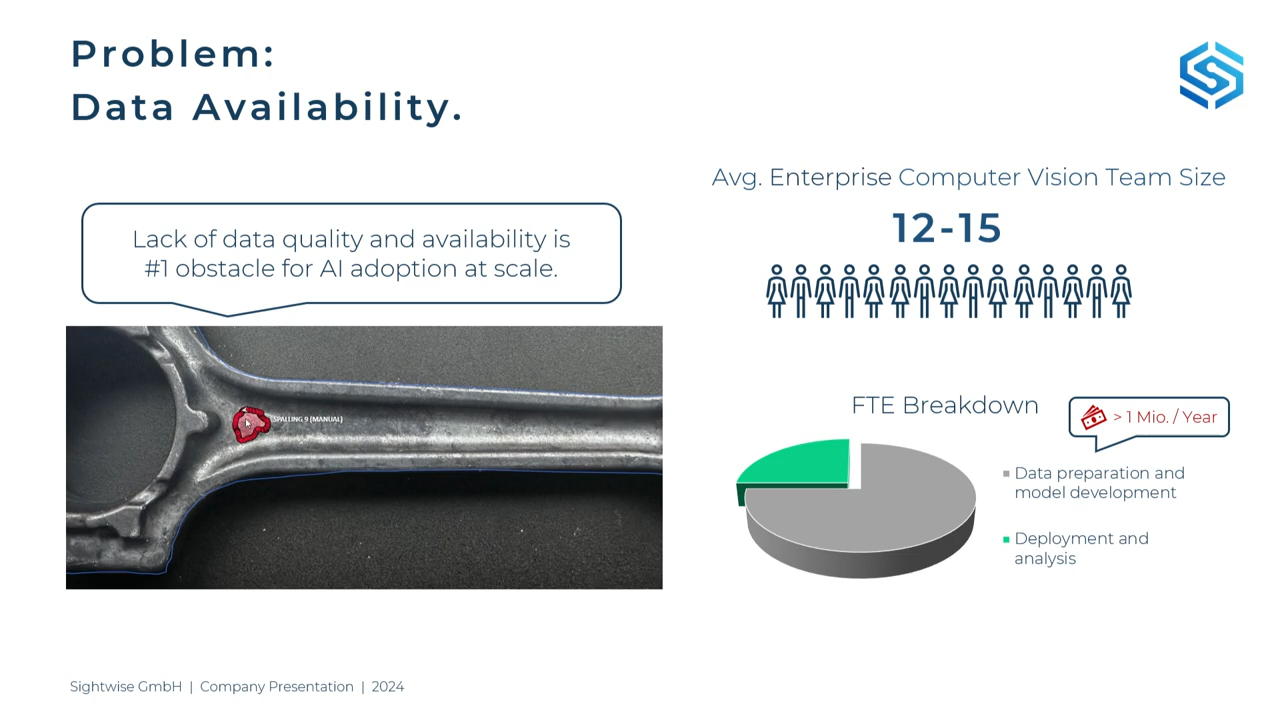 Problem:
Data Availability.
Lack of data quality and availability is
#1 obstacle for AI adoption at scale.
SPALLING 9 (MANUAL)
Avg. Enterprise Computer Vision Team Size
12-15
FTE Breakdown
> 1 Mio. / Year
Data preparation and
model development
Deployment and
analysis
Sightwise GmbH | Company Presentation | 2024